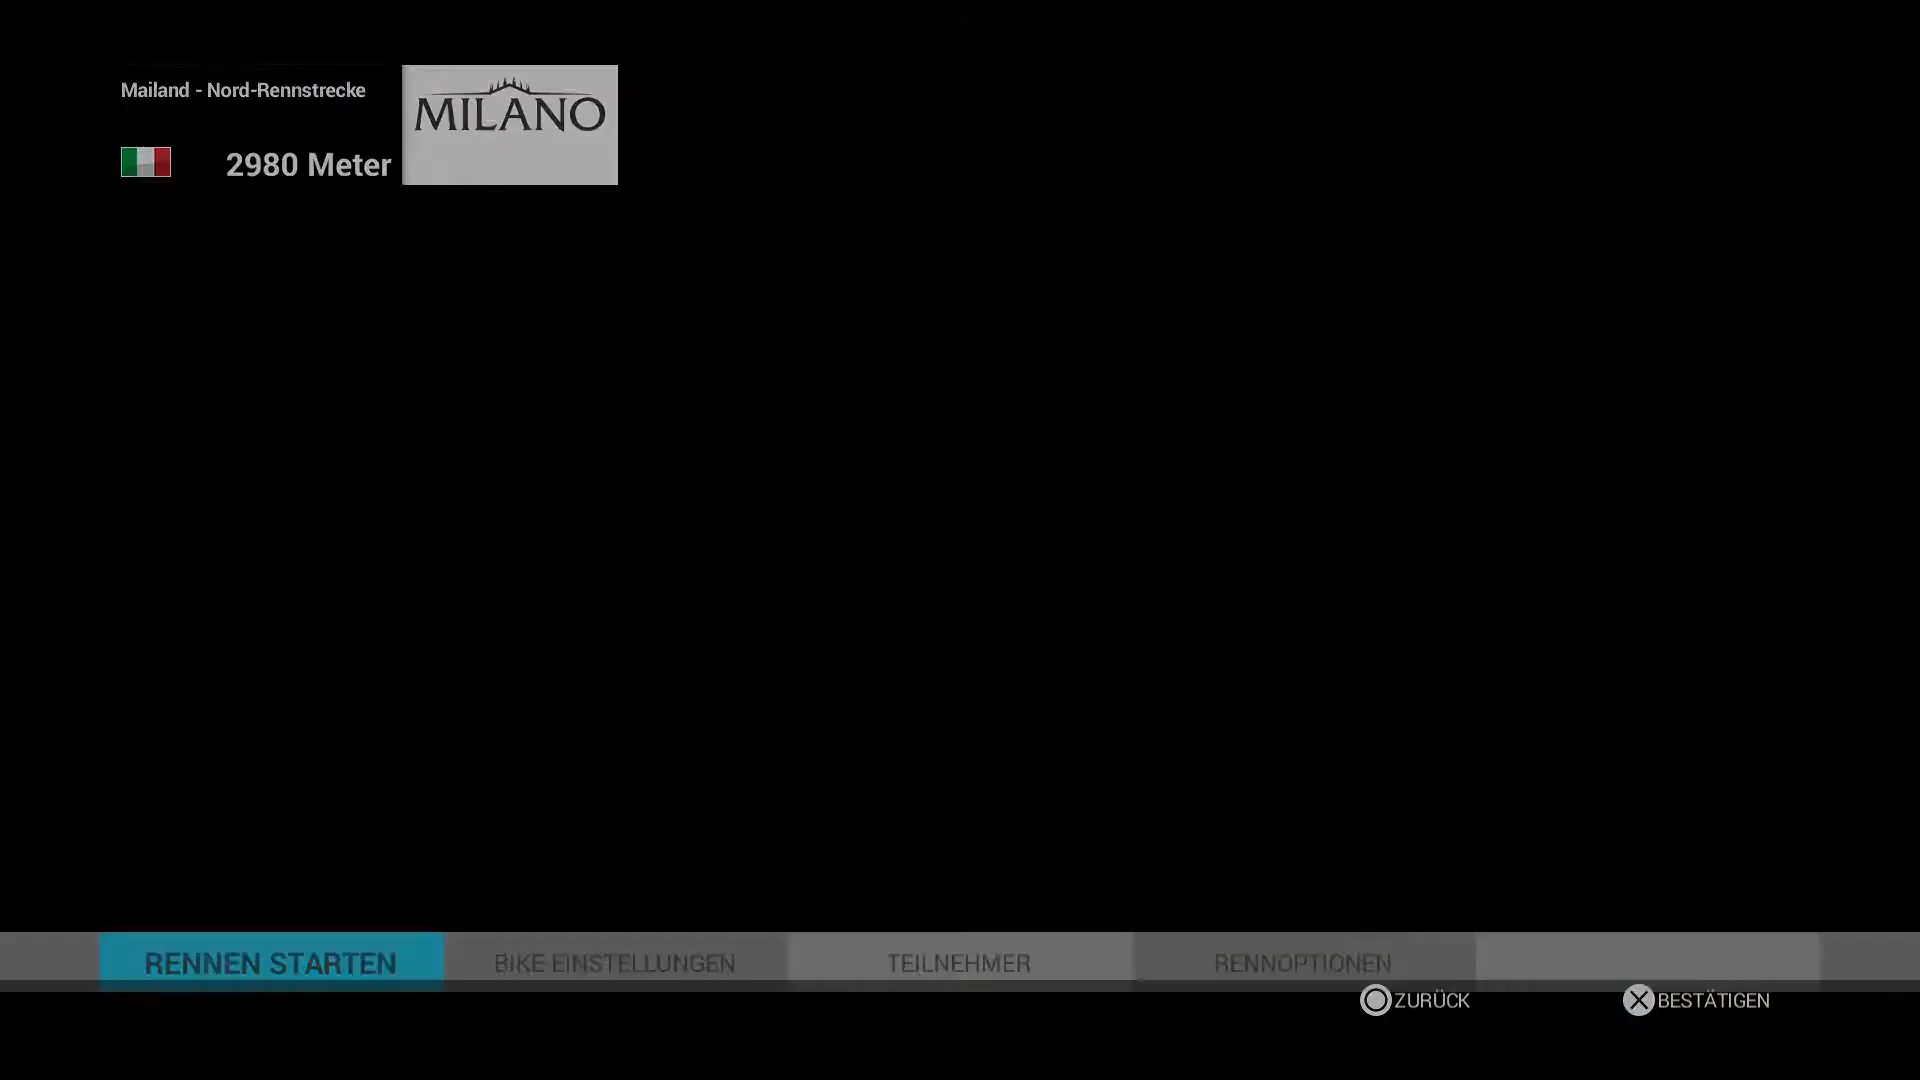 Mailand - Nord-Rennstrecke
MILANO
2980 Meter
RENNEN STARTEN
BIKE EINSTELLUNGEN
TEILNEHMER
RENNOPTIONEN
ZURÜCK
BESTÄTIGEN